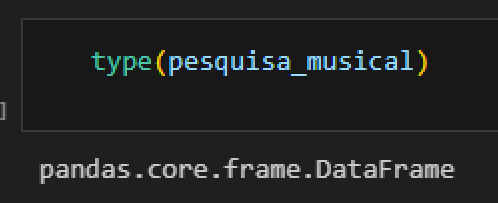 type(pesquisa_musical)
]
pandas.core.frame.DataFrame